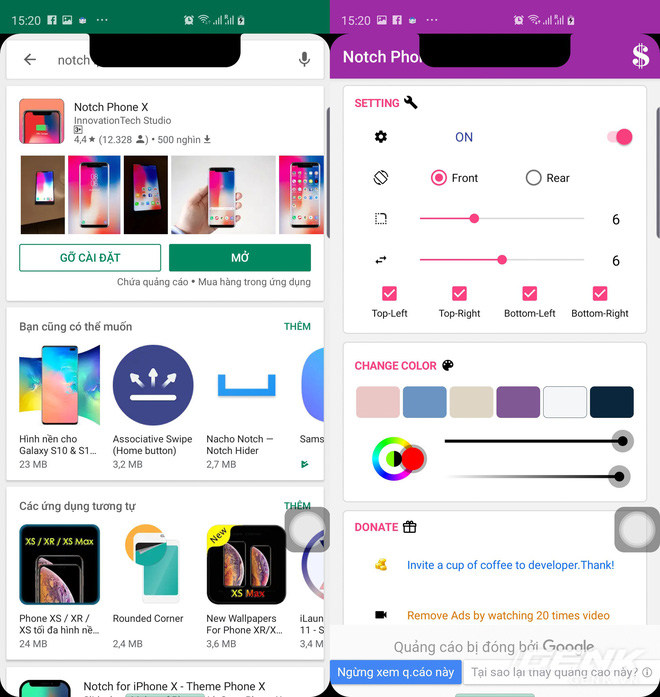 15:20
notch
Notch Phone X
InnovationTech Studio
3+
4,4★ (12.328) • 500 nghìn
GỠ CÀI ĐẶT
MỞ
Chứa quảng cáo • Mua hàng trong ứng dụng
Bạn cũng có thể muốn
THÊM
Hình nền cho
Galaxy S10 & S1...
23 MB
Associative Swipe
(Home button)
3,2 MB
Nacho Notch —
Notch Hider
2,7 MB
Sams
Các ứng dụng tương tự
THÊM
XS / XR / XS Max
Phone XS / XR /
XS tối đa hình nề...
24 MB
Rounded Corner
2,4 MB
New
XS Max
New Wallpapers
For Phone XR/X...
3,6 MB
iLaun
11 - S
3,4 M
Notch for iPhone X - Theme Phone X
15:20
Notch Pho
SETTING
ON
Front
Rear
6
6
Top-Left
Top-Right
Bottom-Left
Bottom-Right
CHANGE COLOR
DONATE
Invite a cup of coffee to developer.Thank!
Remove Ads by watching 20 times video
Quảng cáo bị đóng bởi Google
Ngừng xem q.cáo này
Tại sao lại thấy quảng cáo này?
GENK